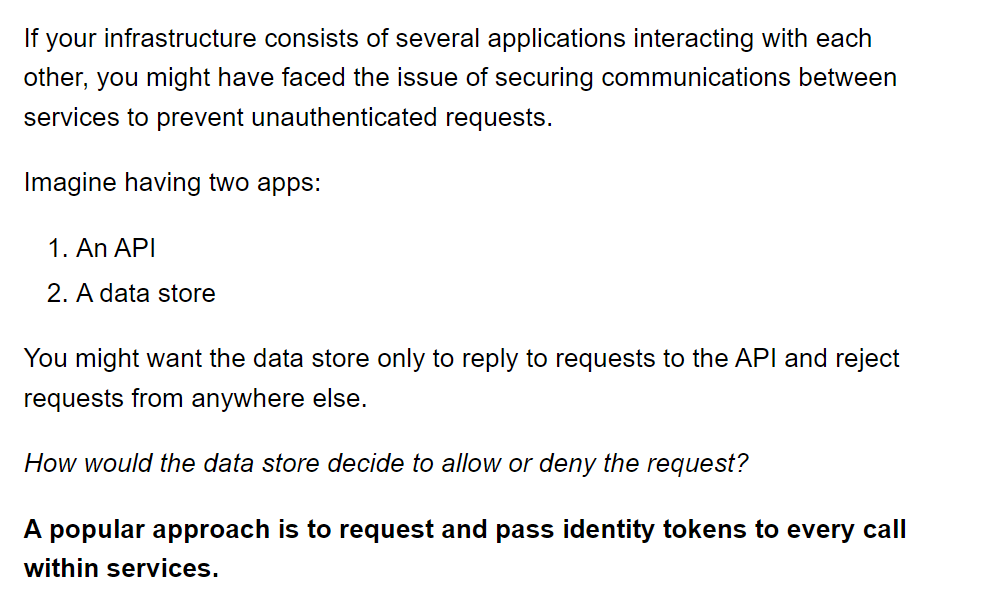 If your infrastructure consists of several applications interacting with each
other, you might have faced the issue of securing communications between
services to prevent unauthenticated requests.
Imagine having two apps:
1. An API
2. A data store
You might want the data store only to reply to requests to the API and reject
requests from anywhere else.
How would the data store decide to allow or deny the request?
A popular approach is to request and pass identity tokens to every call
within services.